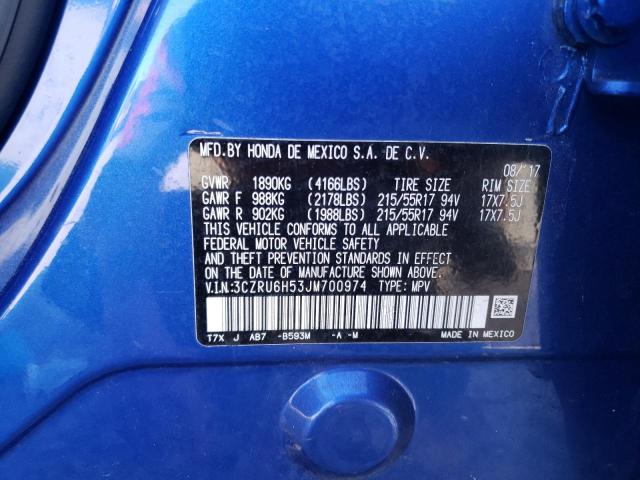 MFD.BY HONDA DE MEXICO S.A. DE C.V.
08/'17
GVWR 1890KG (4166LBS) TIRE SIZE RIM SIZE
GAWR F 988KG (2178LBS) 215/55R17 94V 17X7.5J
GAWR R 902KG (1988LBS) 215/55R17 94V 17X7.5J
THIS VEHICLE CONFORMS TO ALL APPLICABLE
FEDERAL MOTOR VEHICLE SAFETY
AND THEFT PREVENTION STANDARDS IN EFFECT
ON THE DATE OF MANUFACTURE SHOWN ABOVE.
V.I.N:3CZRU6H53JM700974 TYPE: MPV
T7X J AB7 -B593M -A -M MADE IN MEXICO